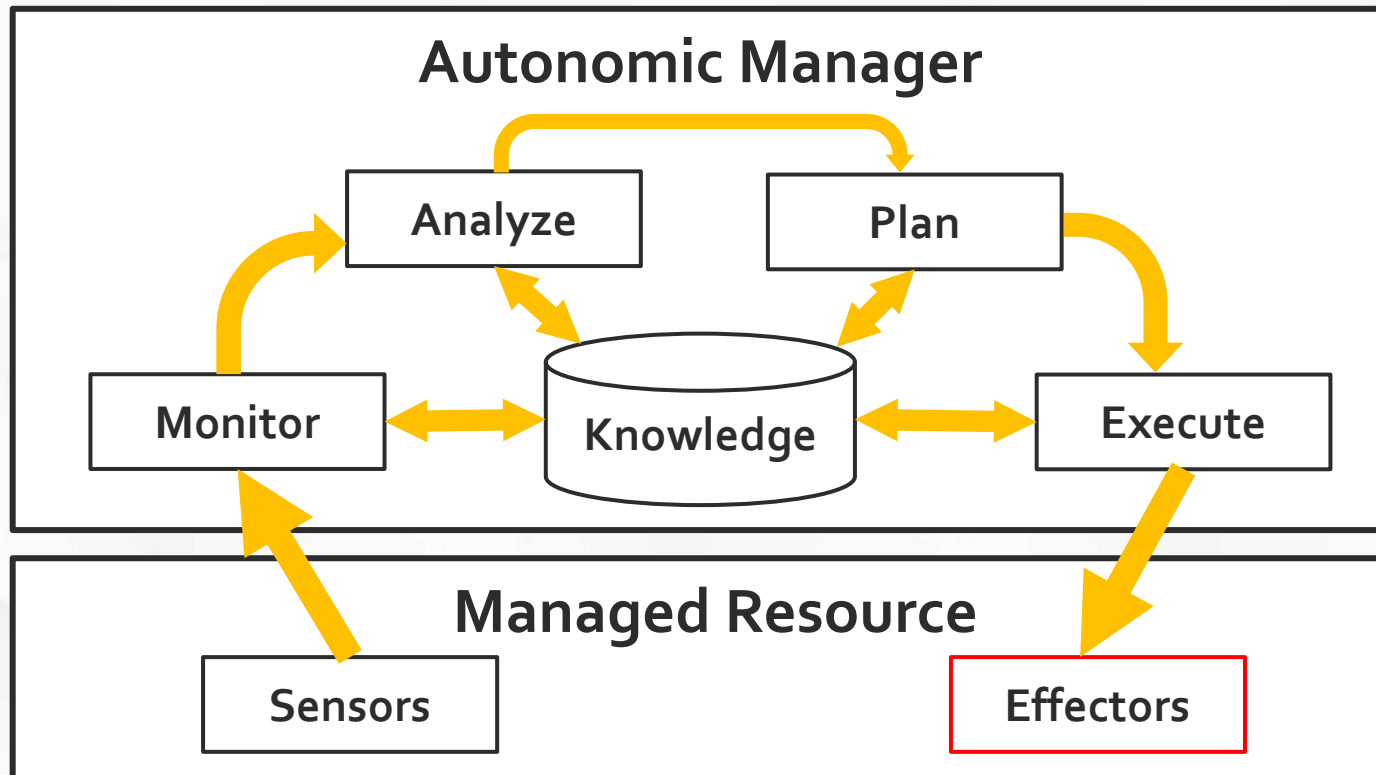 Autonomic Manager
Analyze
Plan
Monitor
Knowledge
Execute
Managed Resource
Sensors
Effectors